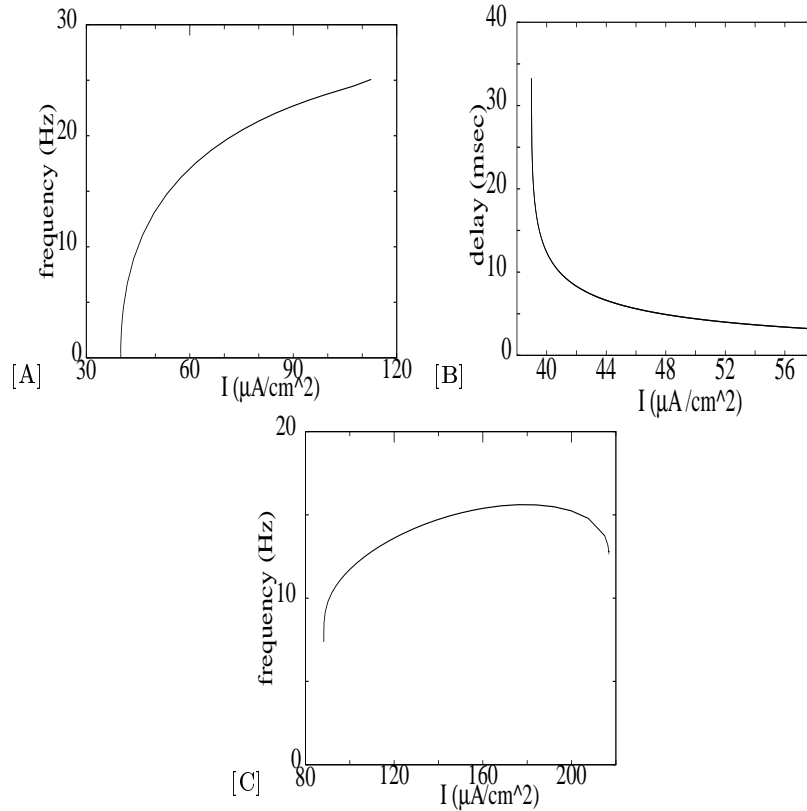 30
20
10
0
frequency (Hz)
30 60 90 120
I (µA/cm^2)
[A]
40
30
20
10
0
delay (msec)
40 44 48 52 56
I (µA /cm^2)
[B]
20
10
0
frequency (Hz)
80 120 160 200
I (µA/cm^2)
[C]